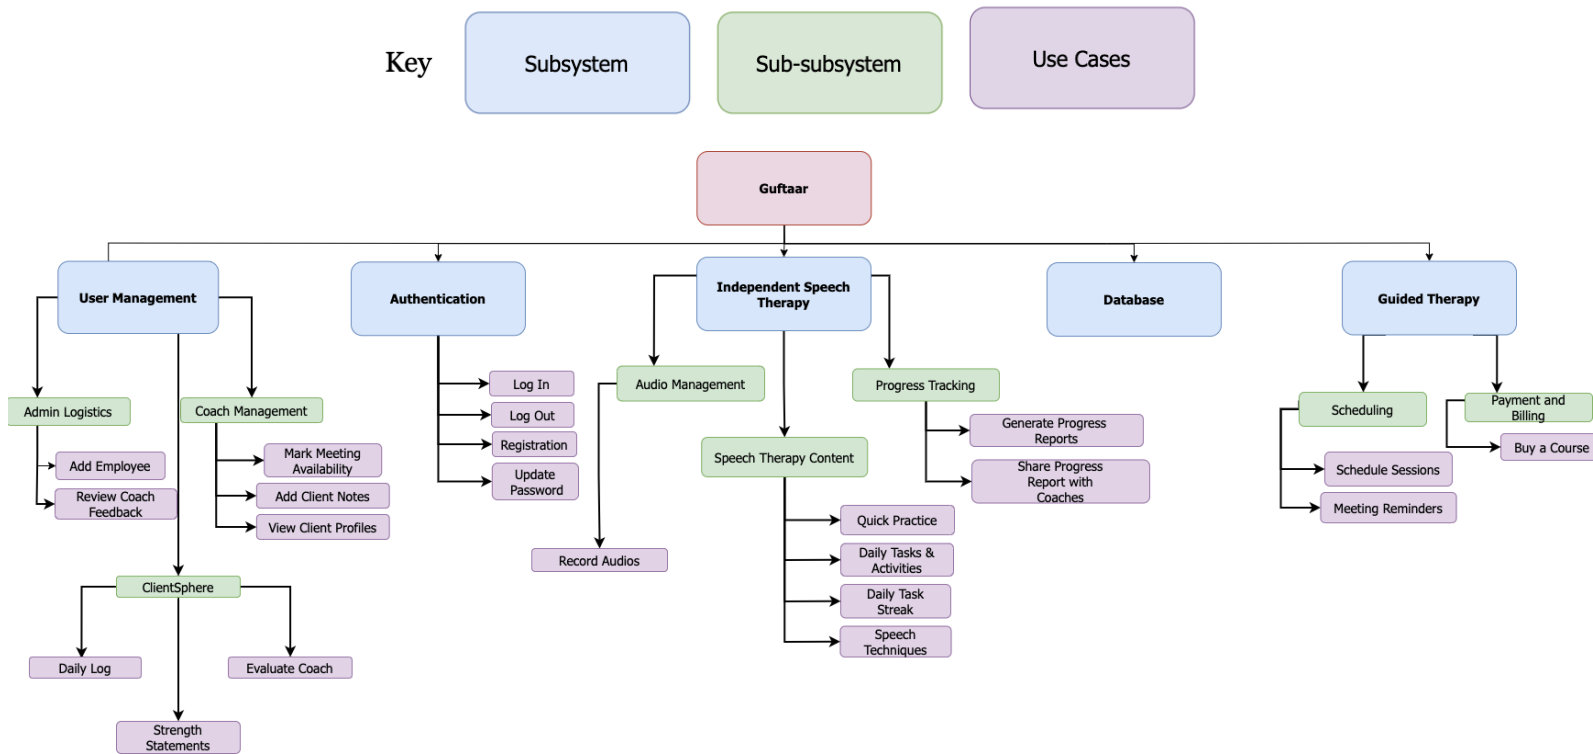 Key
Subsystem
Sub-subsystem
Use Cases
Guftaar
User Management
Authentication
Independent Speech
Therapy
Database
Guided Therapy
Admin Logistics
Add Employee
Review Coach
Feedback
Coach Management
Mark Meeting
Availability
Add Client Notes
View Client Profiles
ClientSphere
Daily Log
Evaluate Coach
Strength
Statements
Log In
Log Out
Registration
Update
Password
Audio Management
Record Audios
Speech Therapy Content
Quick Practice
Daily Tasks &
Activities
Daily Task
Streak
Speech
Techniques
Progress Tracking
Generate Progress
Reports
Share Progress
Report with
Coaches
Scheduling
Schedule Sessions
Meeting Reminders
Payment and
Billing
Buy a Course